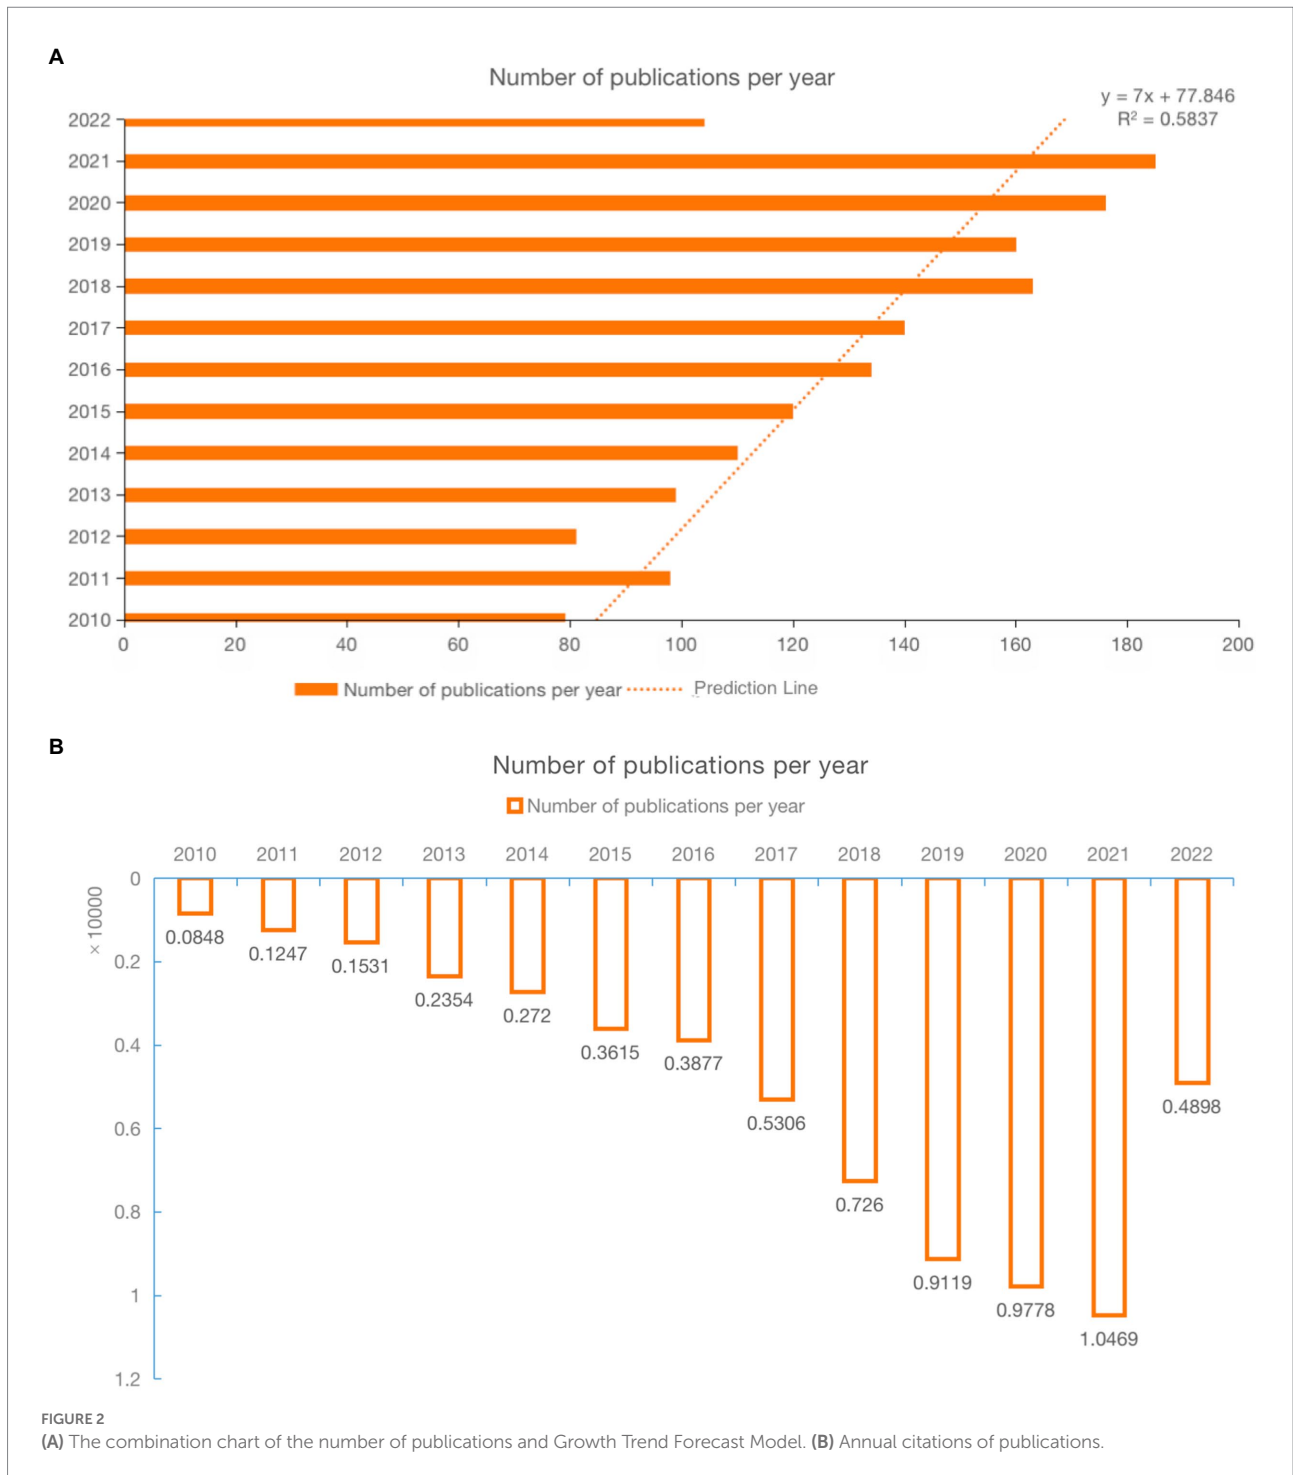 A
Number of publications per year
y = 7x + 77.846
R² = 0.5837
2022
2021
2020
2019
2018
2017
2016
2015
2014
2013
2012
2011
2010
0 20 40 60 80 100 120 140 160 180 200
Number of publications per year Prediction Line
B
Number of publications per year
Number of publications per year
2010 2011 2012 2013 2014 2015 2016 2017 2018 2019 2020 2021 2022
× 10000
0
0.2
0.4
0.6
0.8
1
1.2
0.0848
0.1247
0.1531
0.2354
0.272
0.3615
0.3877
0.5306
0.726
0.9119
0.9778
1.0469
0.4898
FIGURE 2
(A) The combination chart of the number of publications and Growth Trend Forecast Model. (B) Annual citations of publications.